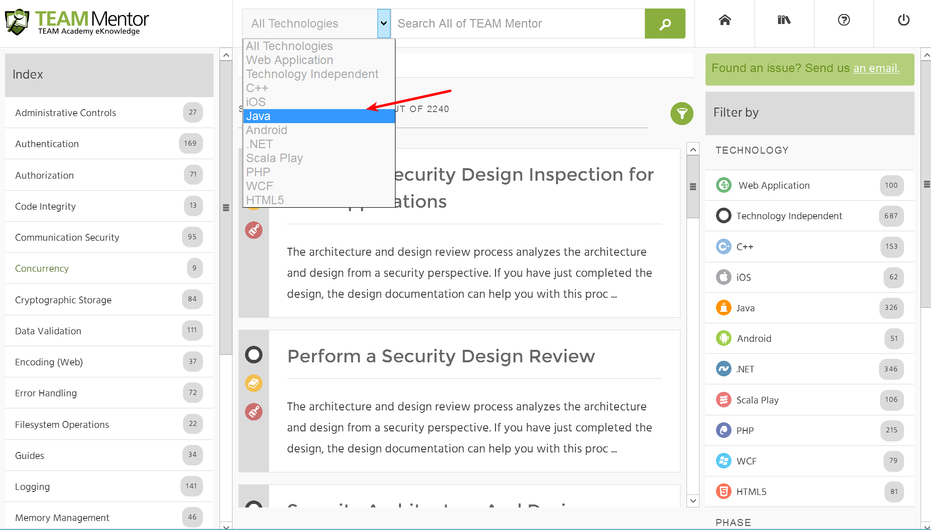 TEAM Mentor
TEAM Academy eKnowledge
All Technologies
Search All of TEAM Mentor
All Technologies
Web Application
Technology Independent
C++
iOS
Java
Android
.NET
Scala Play
PHP
WCF
HTML5
Index
Administrative Controls 27
Authentication 169
Authorization 71
Code Integrity 13
Communication Security 95
Concurrency 9
Cryptographic Storage 84
Data Validation 111
Encoding (Web) 37
Error Handling 72
Filesystem Operations 22
Guides 34
Logging 141
Memory Management 46
OF 2240
Security Design Inspection for
The architecture and design review process analyzes the architecture
and design from a security perspective. If you have just completed the
design, the design documentation can help you with this proc ...
Perform a Security Design Review
The architecture and design review process analyzes the architecture
and design from a security perspective. If you have just completed the
design, the design documentation can help you with this proc ...
Found an issue? Send us an email.
Filter by
TECHNOLOGY
Web Application 100
Technology Independent 687
C++ 153
iOS 62
Java 326
Android 51
.NET 346
Scala Play 106
PHP 215
WCF 79
HTML5 81
PHASE